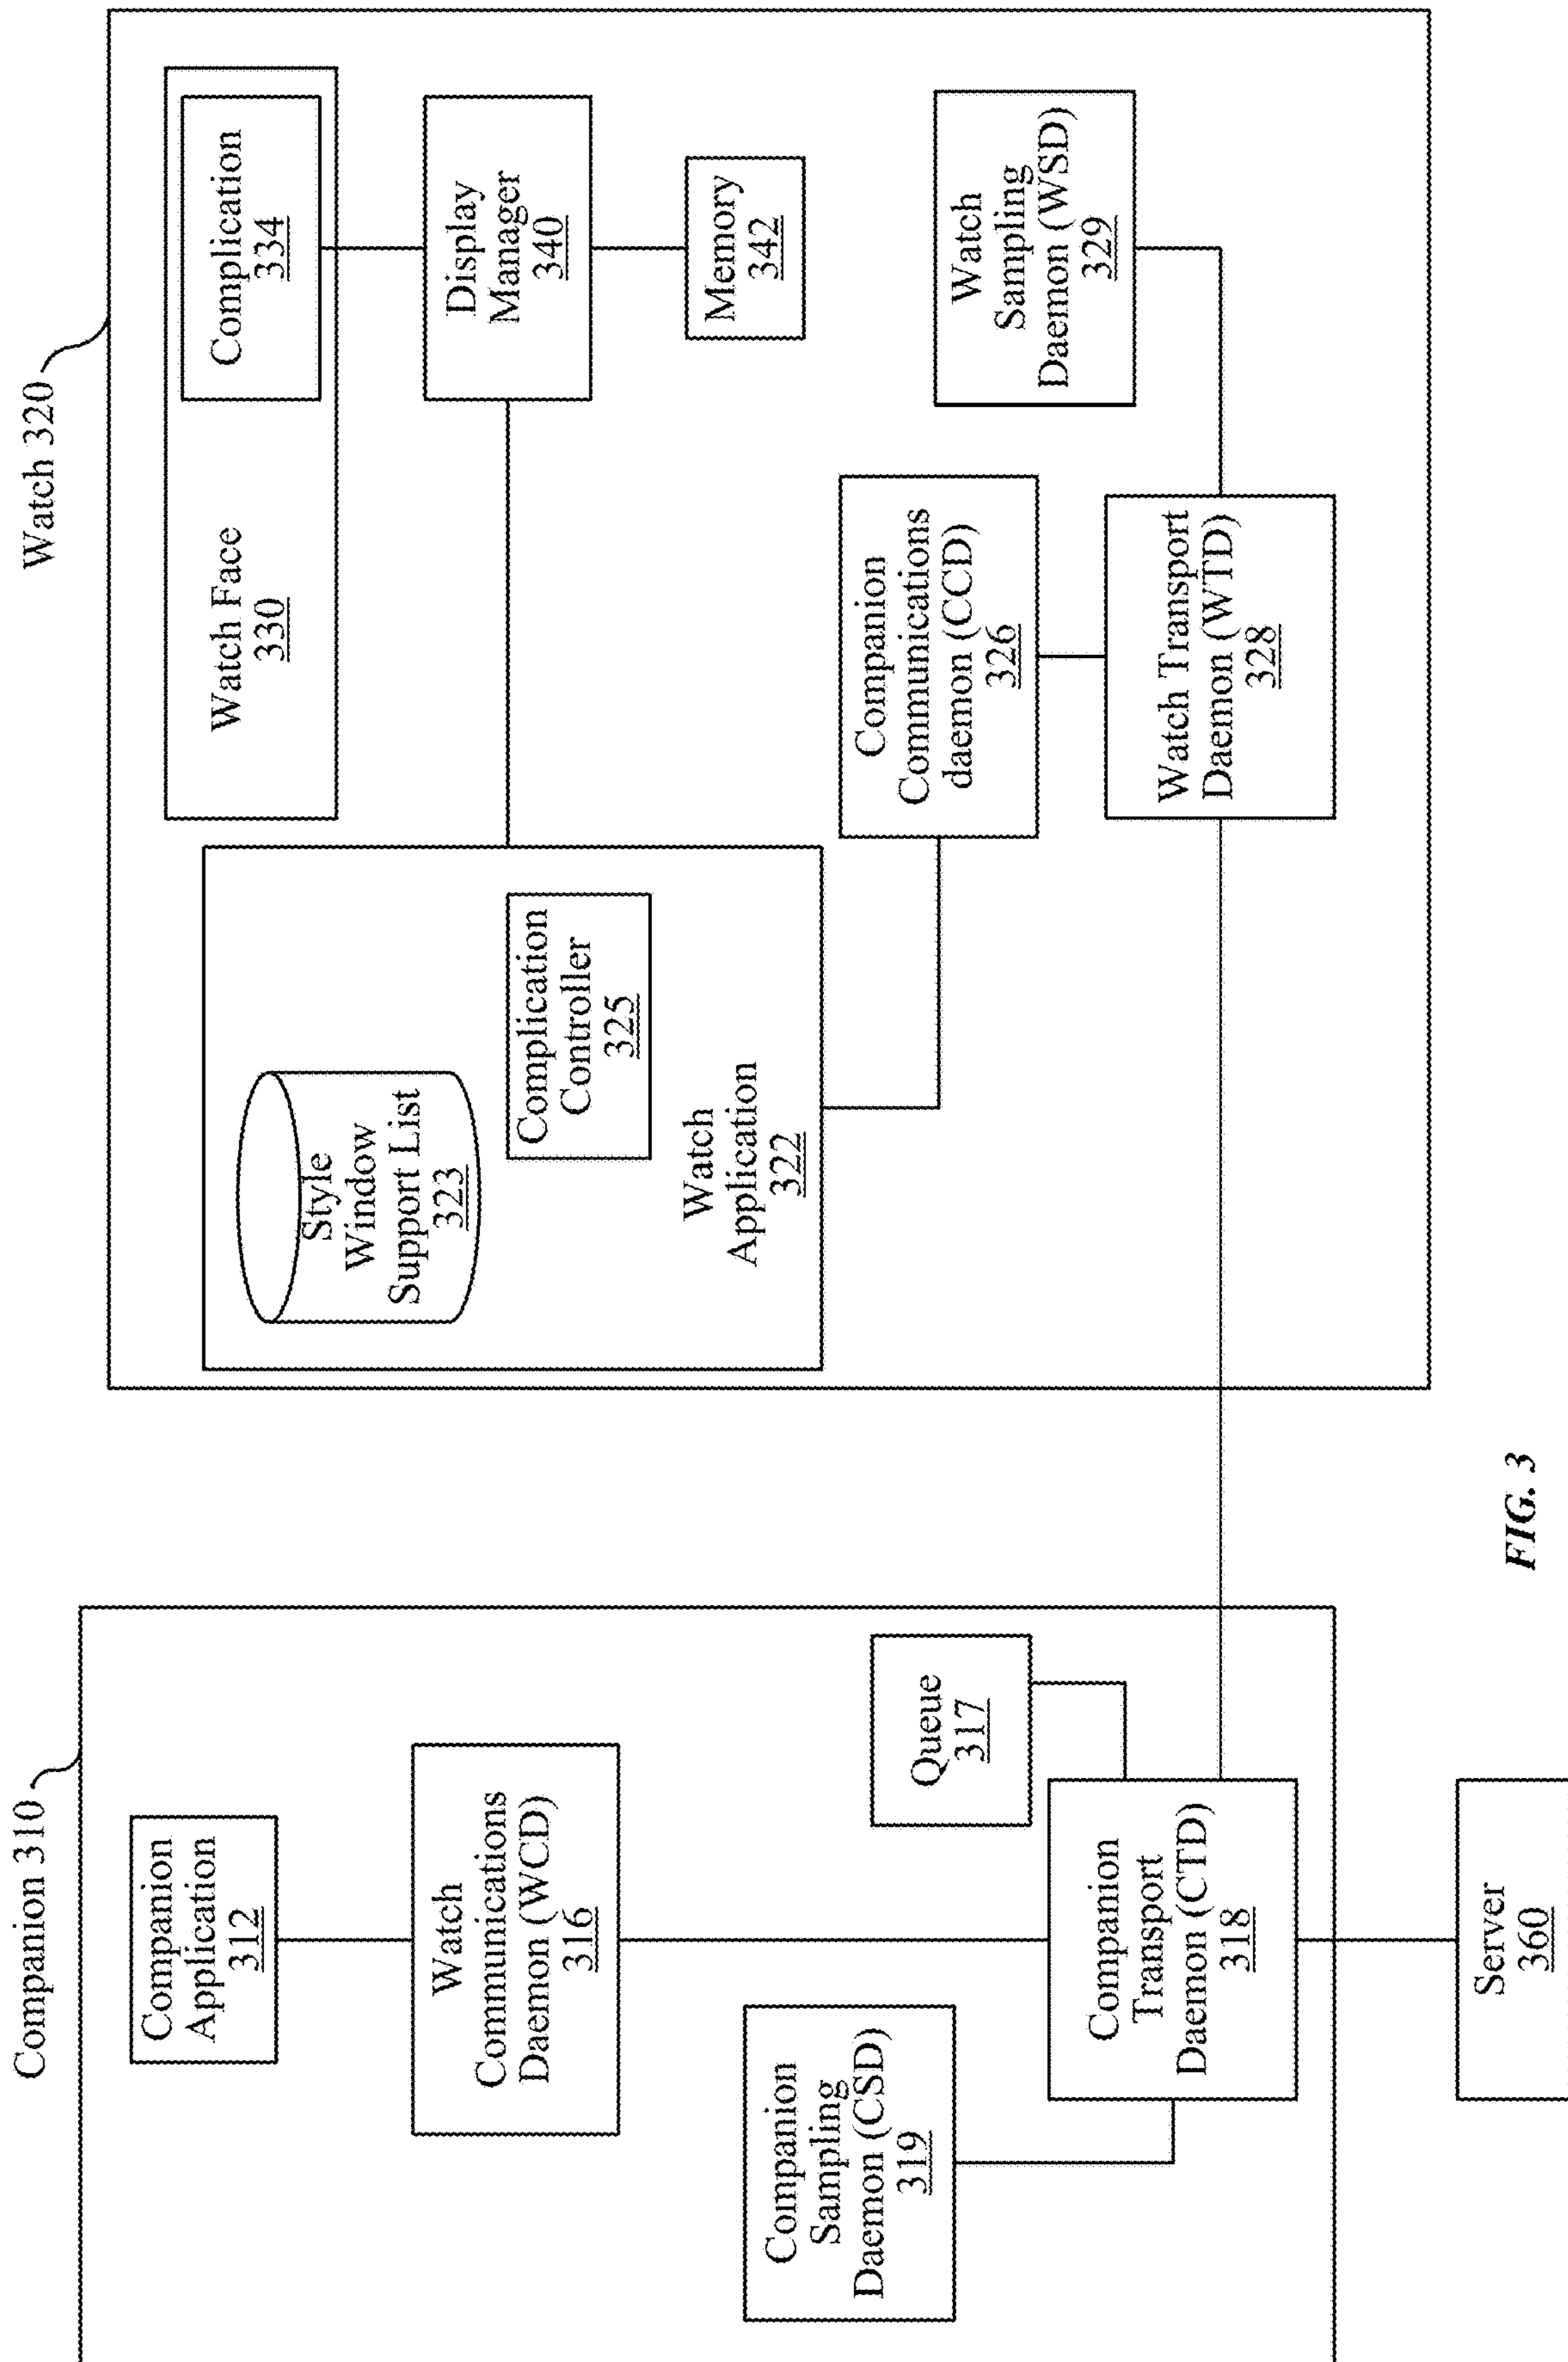 Companion 310
Companion
Application
312
Watch
Communications
Daemon (WCD)
316
Companion
Sampling
Daemon (CSD)
319
Queue
317
Companion
Transport
Daemon (CTD)
318
Server
360
Watch 320
Style
Window
Support List
323
Complication
Controller
325
Watch
Application
322
Watch Face
330
Complication
334
Display
Manager
340
Memory
342
Companion
Communications
daemon (CCD)
326
Watch
Sampling
Daemon (WSD)
329
Watch Transport
Daemon (WTD)
328
FIG. 3